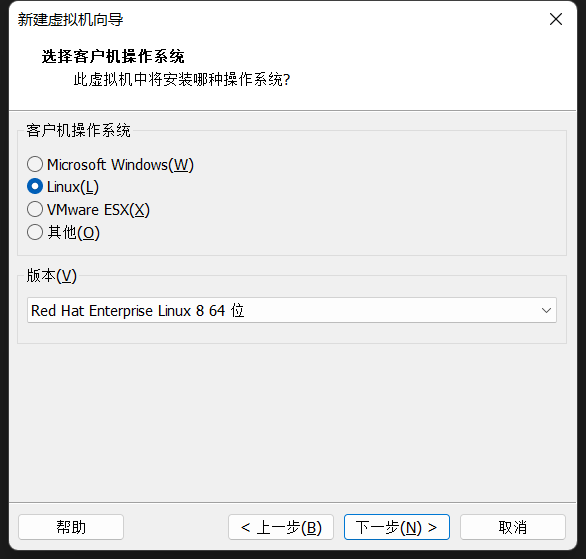 新建虚拟机向导
选择客户机操作系统
此虚拟机中将安装哪种操作系统?
客户机操作系统
Microsoft Windows(W)
Linux(L)
VMware ESX(X)
其他(O)
版本(V)
Red Hat Enterprise Linux 8 64 位
帮助
< 上一步(B)
下一步(N) >
取消